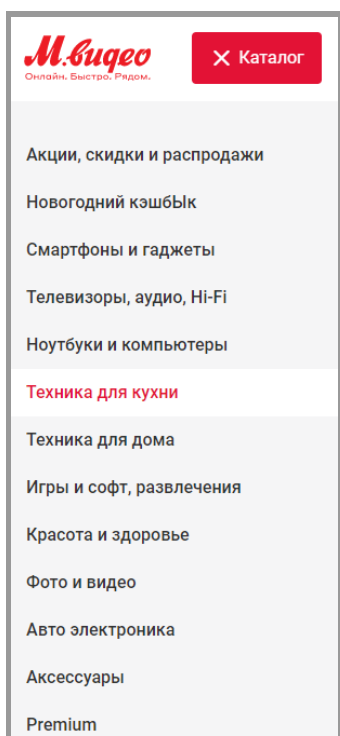 М.видео
Онлайн. Быстро. Рядом.
Каталог
Акции, скидки и распродажи
Новогодний кэшбЫк
Смартфоны и гаджеты
Телевизоры, аудио, Hi-Fi
Ноутбуки и компьютеры
Техника для кухни
Техника для дома
Игры и софт, развлечения
Красота и здоровье
Фото и видео
Авто электроника
Аксессуары
Premium